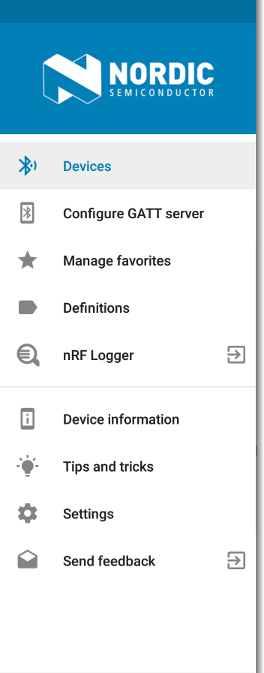 NORDIC
SEMICONDUCTOR
Devices
Configure GATT server
Manage favorites
Definitions
nRF Logger
Device information
Tips and tricks
Settings
Send feedback